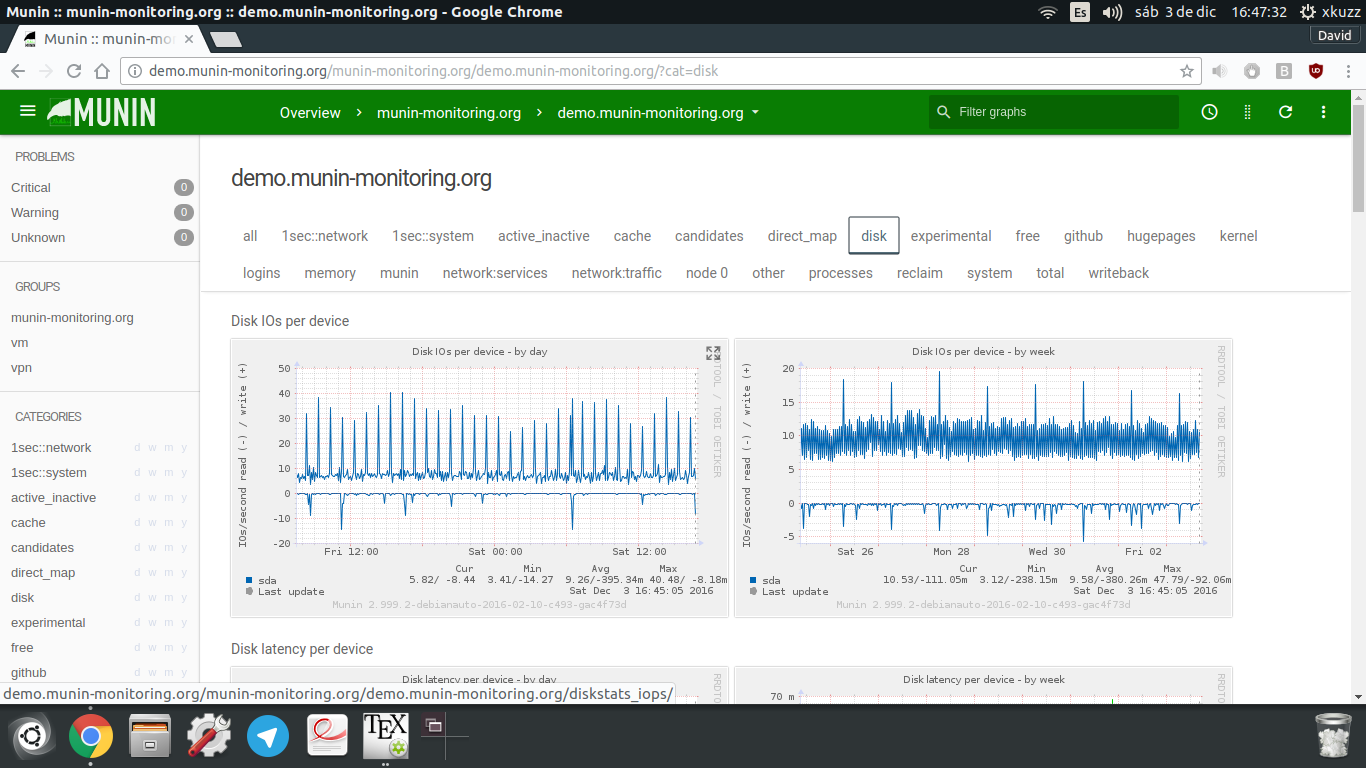 Munin :: munin-monitoring.org :: demo.munin-monitoring.org - Google Chrome
Es
sáb 3 de dic
16:47:32
xkuzz
Munin :: munin-mo
David
demo.munin-monitoring.org/munin-monitoring.org/demo.munin-monitoring.org/?cat=disk
MUNIN
Overview
munin-monitoring.org
demo.munin-monitoring.org
Filter graphs
PROBLEMS
Critical 0
Warning 0
Unknown 0
GROUPS
munin-monitoring.org
vm
vpn
CATEGORIES
1sec::network d w m y
1sec::system d w m y
active_inactive d w m y
cache d w m y
candidates d w m y
direct_map d w m y
disk d w m y
experimental d w m y
free d w m y
github d w m y
demo.munin-monitoring.org
all 1sec::network 1sec::system active_inactive cache candidates direct_map disk experimental free github hugepages kernel
logins memory munin network:services network:traffic node 0 other processes reclaim system total writeback
Disk IOs per device
Disk IOs per device - by day
IOs/second read (-) / write (+)
50
40
30
20
10
0
-10
-20
Fri 12:00 Sat 00:00 Sat 12:00
Cur Min Avg Max
sda 5.82/ -8.44 3.41/-14.27 9.26/-395.34m 40.48/ -8.18m
Last update Sat Dec 3 16:45:05 2016
Munin 2.999.2-debianauto-2016-02-10-c493-gac4f73d
RRDTOOL / TOBI OETIKER
Disk IOs per device - by week
IOs/second read (-) / write (+)
20
15
10
5
0
-5
Sat 26 Mon 28 Wed 30 Fri 02
Cur Min Avg Max
sda 10.53/-111.05m 3.12/-238.15m 9.58/-380.26m 47.79/-92.06m
Last update Sat Dec 3 16:45:05 2016
Munin 2.999.2-debianauto-2016-02-10-c493-gac4f73d
RRDTOOL / TOBI OETIKER
Disk latency per device
Disk latency per device - by day
Disk latency per device - by week
70 m
demo.munin-monitoring.org/munin-monitoring.org/demo.munin-monitoring.org/diskstats_iops/
TEX